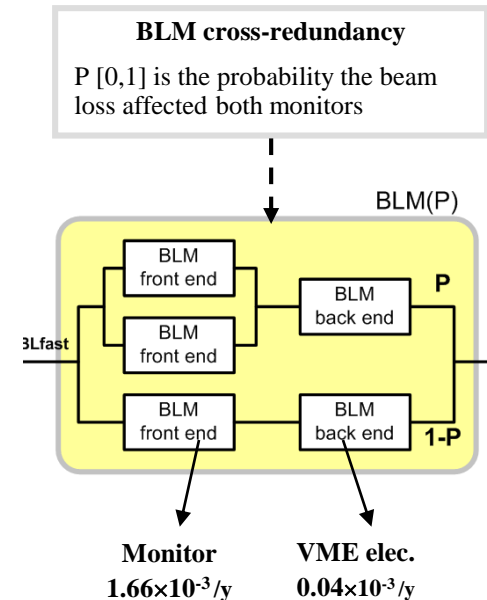 BLM cross-redundancy
P [0,1] is the probability the beam
loss affected both monitors
BLM(P)
BLM
front end
BLM
back end
P
BLM
front end
BLfast
BLM
front end
BLM
back end
1-P
Monitor
1.66×10⁻³/y
VME elec.
0.04×10⁻³/y